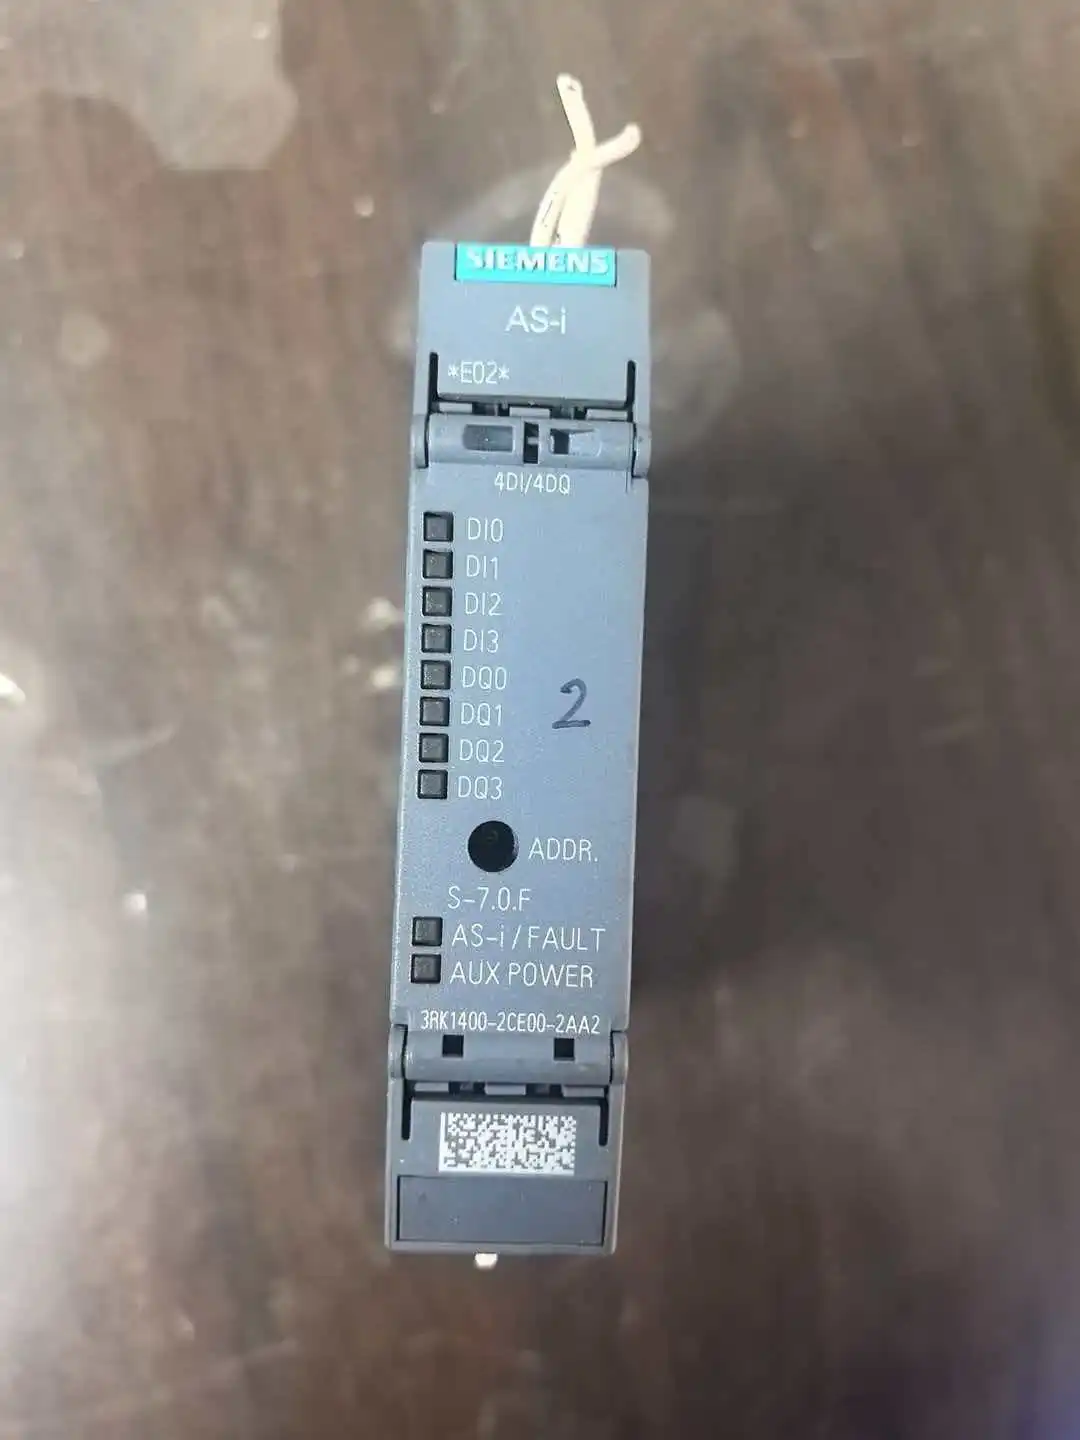 SIEMENS
AS-i
*E02*
4DI/4DQ
DI0
DI1
DI2
DI3
DQ0
DQ1
2
DQ2
DQ3
ADDR.
S-7.0.F
AS-i/FAULT
AUX POWER
3RK1400-2CE00-2AA2